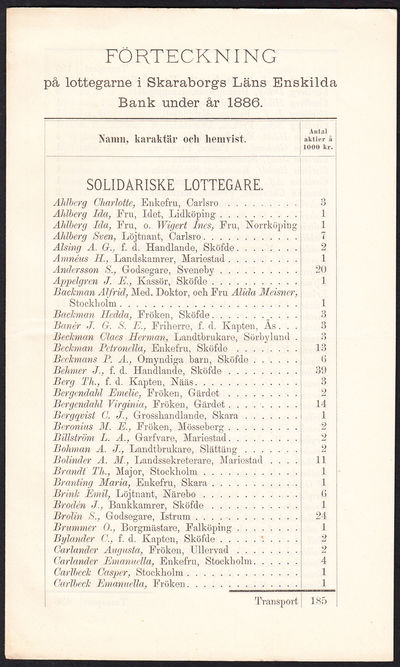 FÖRTECKNING
på lottegarne i Skaraborgs Läns Enskilda
Bank under år 1886.
Namn, karaktär och hemvist.
Antal
aktier à
1000 kr.
SOLIDARISKE LOTTEGARE.
Ahlberg Charlotte, Enkefru, Carlsro . . . . . . . . . 3
Ahlberg Ida, Fru, Idet, Lidköping . . . . . . . . . . 1
Ahlberg Ida, Fru, o. Wigert Ines, Fru, Norrköping 1
Ahlberg Sven, Löjtnant, Carlsro . . . . . . . . . . . 7
Alsing A. G., f. d. Handlande, Sköfde . . . . . . . . 2
Amnéus H., Landskamrer, Mariestad . . . . . . . . . 1
Andersson S., Godsegare, Sveneby . . . . . . . . . . 20
Appelgren J. E., Kassör, Sköfde . . . . . . . . . . . 1
Backman Alfrid, Med. Doktor, och Fru Alida Meisner,
Stockholm . . . . . . . . . . . . . . . . . . . . . . 1
Backman Hedda, Fröken, Sköfde . . . . . . . . . . . 3
Banér J. G. S. E., Friherre, f. d. Kapten, Ås . . . 3
Beckman Claes Herman, Landtbrukare, Sörbylund . 3
Beckman Petronella, Enkefru, Sköfde . . . . . . . . 13
Beckmans P. A., Omyndiga barn, Sköfde . . . . . . 6
Behmer J., f. d. Handlande, Sköfde . . . . . . . . . 39
Berg Th., f. d. Kapten, Nääs . . . . . . . . . . . . . 3
Bergendahl Emelie, Fröken, Gärdet . . . . . . . . . 2
Bergendahl Virginia, Fröken, Gärdet . . . . . . . . . 14
Bergqvist C. J., Grosshandlande, Skara . . . . . . . 1
Beronius M. E., Fröken, Mösseberg . . . . . . . . . 2
Billström L. A., Garfvare, Mariestad . . . . . . . . . 2
Bohman A. J., Landtbrukare, Slättäng . . . . . . . 2
Bolinder A. M., Landssekreterare, Mariestad . . . . 11
Brandt Th., Major, Stockholm . . . . . . . . . . . . 1
Branting Maria, Enkefru, Skara . . . . . . . . . . . 1
Brink Emil, Löjtnant, Närebo . . . . . . . . . . . . 6
Brodén J., Bankkamrer, Sköfde . . . . . . . . . . . 1
Brolin S., Godsegare, Istrum . . . . . . . . . . . . . 24
Brummer O., Borgmästare, Falköping . . . . . . . . 1
Bylander C., f. d. Kapten, Sköfde . . . . . . . . . . 2
Carlander Augusta, Fröken, Ullervad . . . . . . . . 2
Carlander Emanuella, Enkefru, Stockholm . . . . . . 4
Carlbeck Casper, Stockholm . . . . . . . . . . . . . . 1
Carlbeck Emanuella, Fröken . . . . . . . . . . . . . . 1
Transport 185